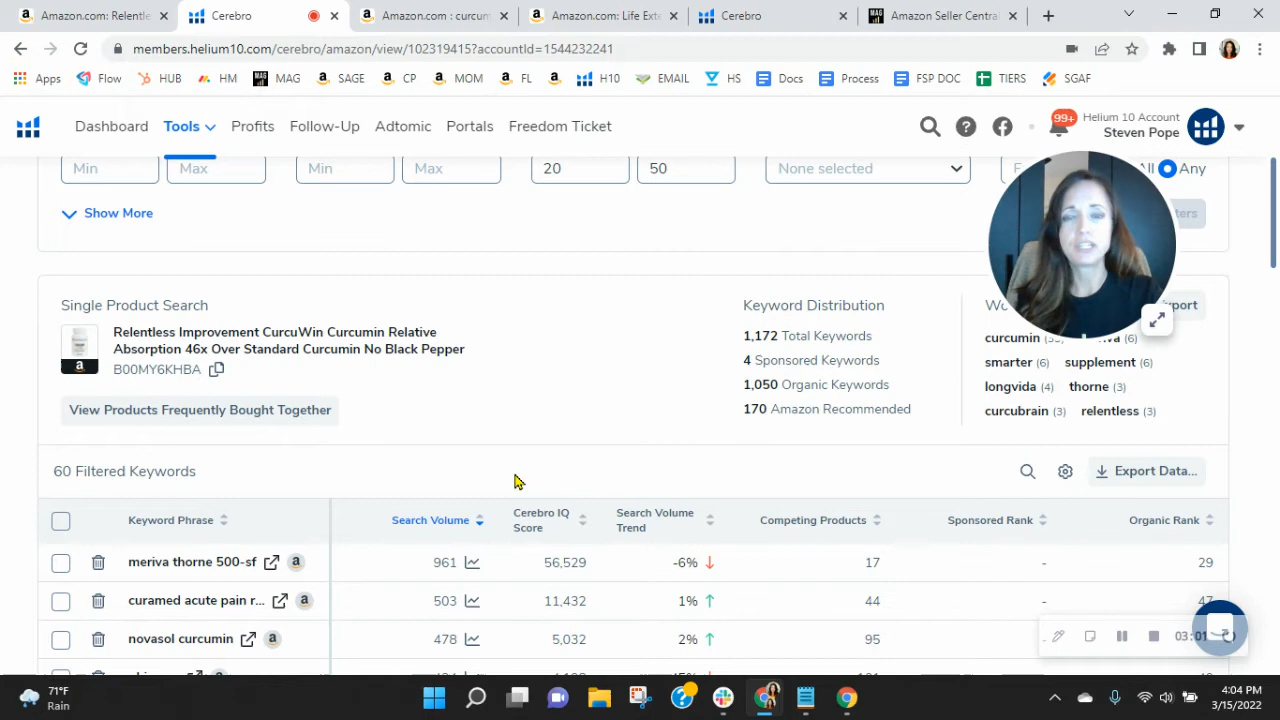 Amazon.com: Relentle
Cerebro
Amazon.com : curcum
Amazon.com: Life Exte
Cerebro
Amazon Seller Central
members.helium10.com/cerebro/amazon/view/102319415?accountId=1544232241
Apps Flow HUB HM MAG SAGE CP MOM FL H10 EMAIL HS Docs Process FSP DOC TIERS SGAF
Dashboard Tools Profits Follow-Up Adtomic Portals Freedom Ticket
99+
Helium 10 Account
Steven Pope
Min Max Min Max 20 50 None selected Any
Show More
Single Product Search
Relentless Improvement CurcuWin Curcumin Relative
Absorption 46x Over Standard Curcumin No Black Pepper
B00MY6KHBA
View Products Frequently Bought Together
Keyword Distribution
1,172 Total Keywords
4 Sponsored Keywords
1,050 Organic Keywords
170 Amazon Recommended
curcumin
smarter (6) supplement (6)
longvida (4) thorne (3)
curcubrain (3) relentless (3)
60 Filtered Keywords
Export Data...
Keyword Phrase Search Volume Cerebro IQ Score Search Volume Trend Competing Products Sponsored Rank Organic Rank
meriva thorne 500-sf 961 56,529 -6% 17 - 29
curamed acute pain r... 503 11,432 1% 44 - 47
novasol curcumin 478 5,032 2% 95 -
03:01
71°F
Rain
4:04 PM
3/15/2022